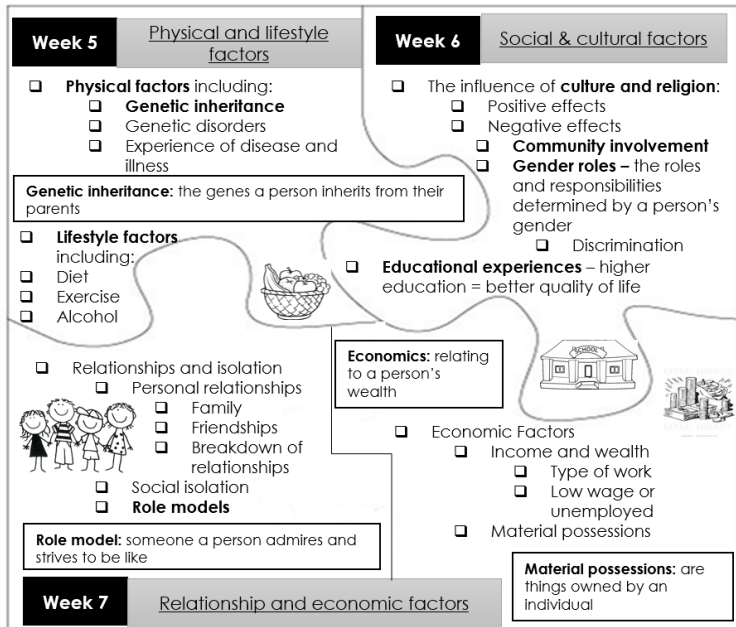 Week 5
Physical and lifestyle
factors
❑ Physical factors including:
❑ Genetic inheritance
❑ Genetic disorders
❑ Experience of disease and
illness
Genetic inheritance: the genes a person inherits from their
parents
❑ Lifestyle factors
including:
❑ Diet
❑ Exercise
❑ Alcohol
Week 6
Social & cultural factors
❑ The influence of culture and religion:
❑ Positive effects
❑ Negative effects
❑ Community involvement
❑ Gender roles – the roles
and responsibilities
determined by a person's
gender
❑ Discrimination
❑ Educational experiences – higher
education = better quality of life
❑ Relationships and isolation
❑ Personal relationships
❑ Family
❑ Friendships
❑ Breakdown of
relationships
❑ Social isolation
❑ Role models
Role model: someone a person admires and
strives to be like
Economics: relating
to a person's
wealth
SCHOOL
❑ Economic Factors
❑ Income and wealth
❑ Type of work
❑ Low wage or
unemployed
❑ Material possessions
Material possessions: are
things owned by an
individual
Week 7
Relationship and economic factors